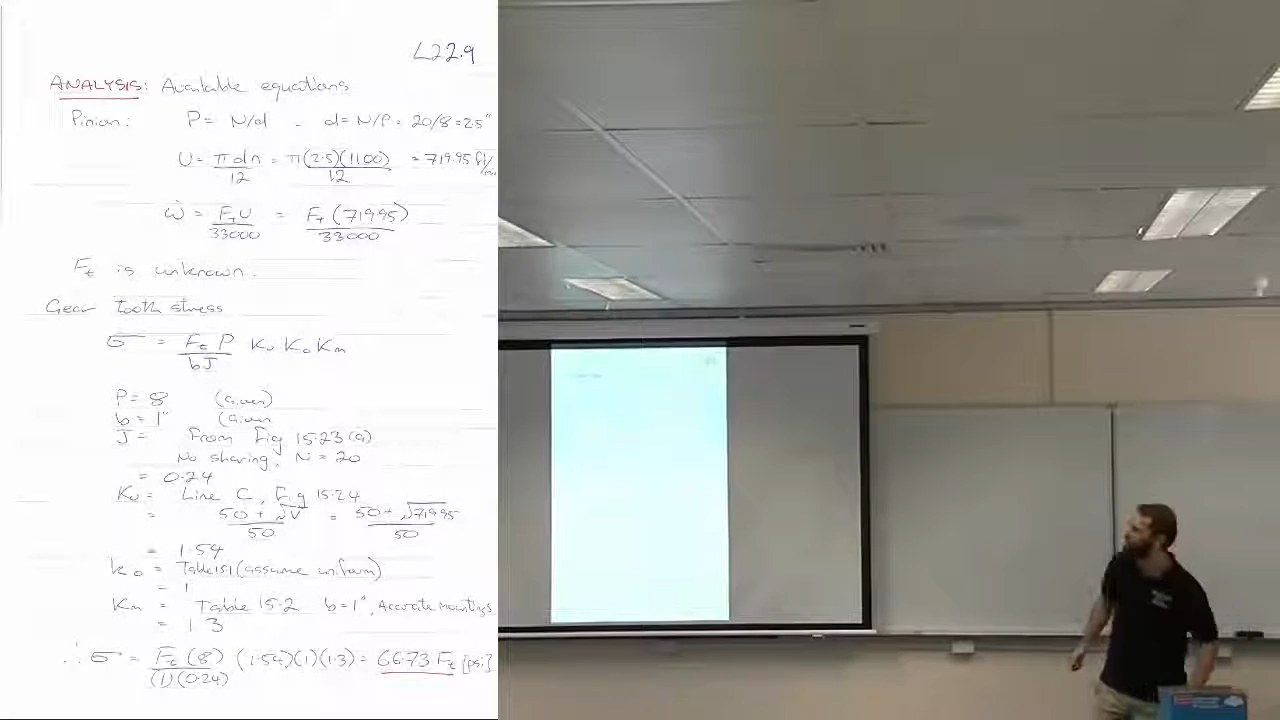 L22.9
ANALYSIS: Available equations
Pinion: P = N/d - d = N/P = 20/8 = 2.5"
U = πdn/12 = π(2.5)(1100)/12 = 719.95 ft/min
Ẇ = FtU/33000 = Ft(719.95)/33000
Ft is unknown.
Gear tooth stress
σ = Ft P/bJ Kv Ko Km
P = 8 (Given)
b = 1" (Given
J = From Fig 15.23(a)
No sharing, N = 20
= 0.24
Kv = Line C, Fig 15.24
= 50 + √V/50 = 50 + √719.95/50
= 1.54
Ko = Table 15.1 (assume uniform)
= 1
Km = Table 15.2 b = 1", Accurate mountings
= 1.3
∴ σ = Ft(8)/(1)(0.24) (1.54)(1)(1.3) = 66.73 Ft [psi]